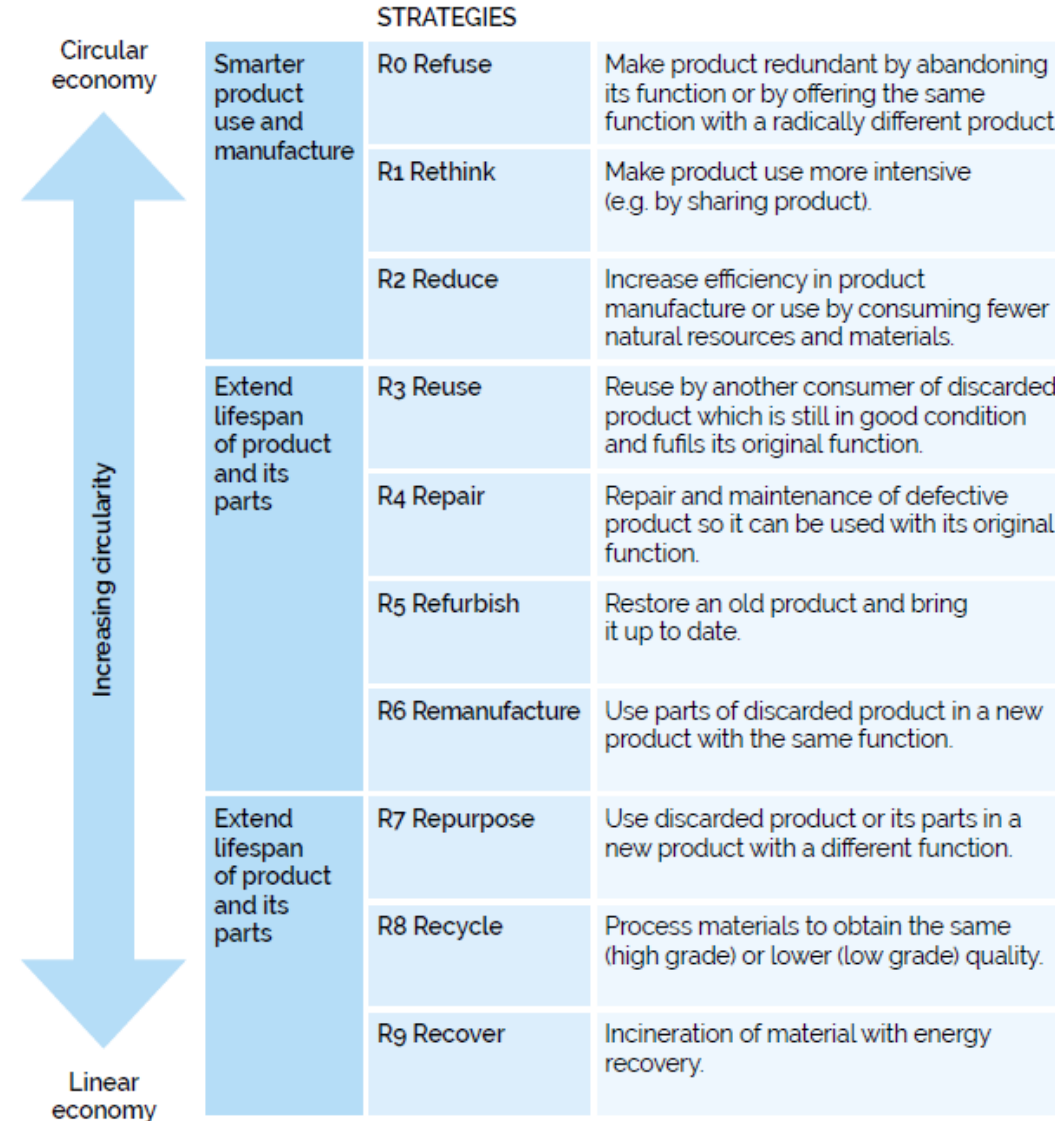 STRATEGIES
Circular
economy
Increasing circularity
Linear
economy
Smarter
product
use and
manufacture
R0 Refuse
Make product redundant by abandoning
its function or by offering the same
function with a radically different product
R1 Rethink
Make product use more intensive
(e.g. by sharing product).
R2 Reduce
Increase efficiency in product
manufacture or use by consuming fewer
natural resources and materials.
Extend
lifespan
of product
and its
parts
R3 Reuse
Reuse by another consumer of discarded
product which is still in good condition
and fufils its original function.
R4 Repair
Repair and maintenance of defective
product so it can be used with its original
function.
R5 Refurbish
Restore an old product and bring
it up to date.
R6 Remanufacture
Use parts of discarded product in a new
product with the same function.
Extend
lifespan
of product
and its
parts
R7 Repurpose
Use discarded product or its parts in a
new product with a different function.
R8 Recycle
Process materials to obtain the same
(high grade) or lower (low grade) quality.
R9 Recover
Incineration of material with energy
recovery.